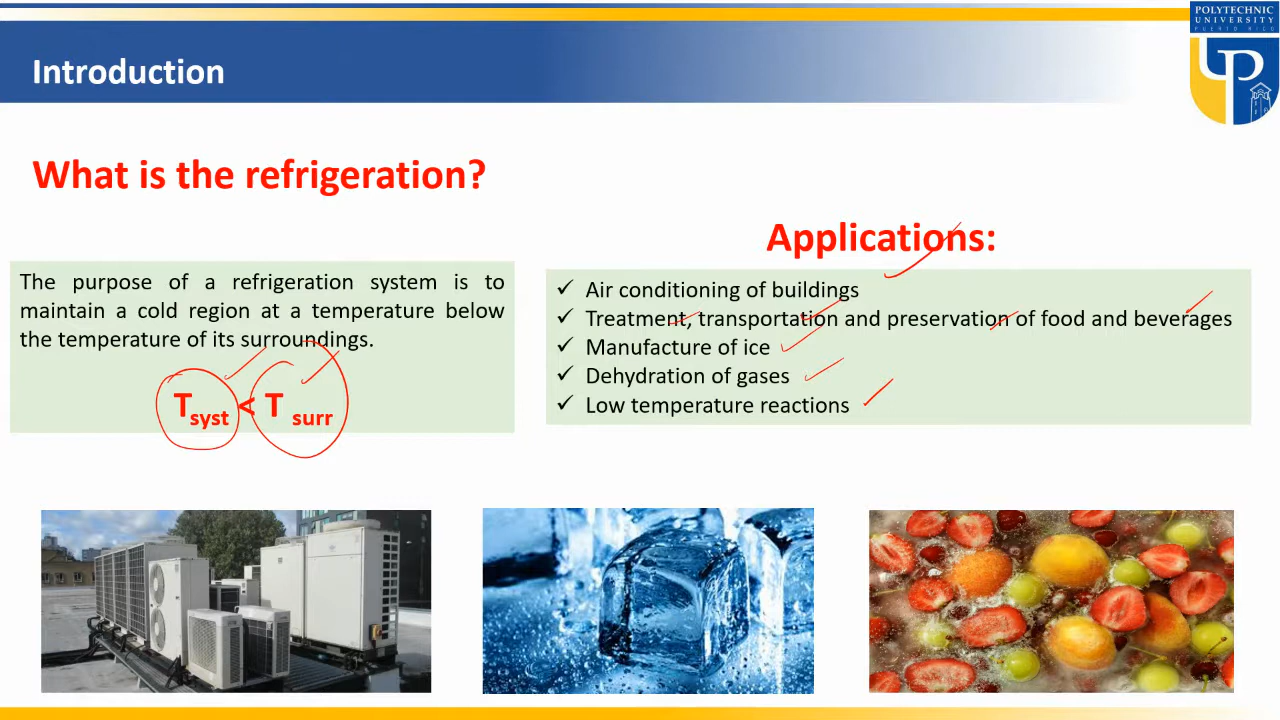 POLYTECHNIC
UNIVERSITY
PUERTO RICO
Introduction
What is the refrigeration?
The purpose of a refrigeration system is to
maintain a cold region at a temperature below
the temperature of its surroundings.
Tsyst < T surr
Applications:
✓ Air conditioning of buildings
✓ Treatment, transportation and preservation of food and beverages
✓ Manufacture of ice
✓ Dehydration of gases
✓ Low temperature reactions